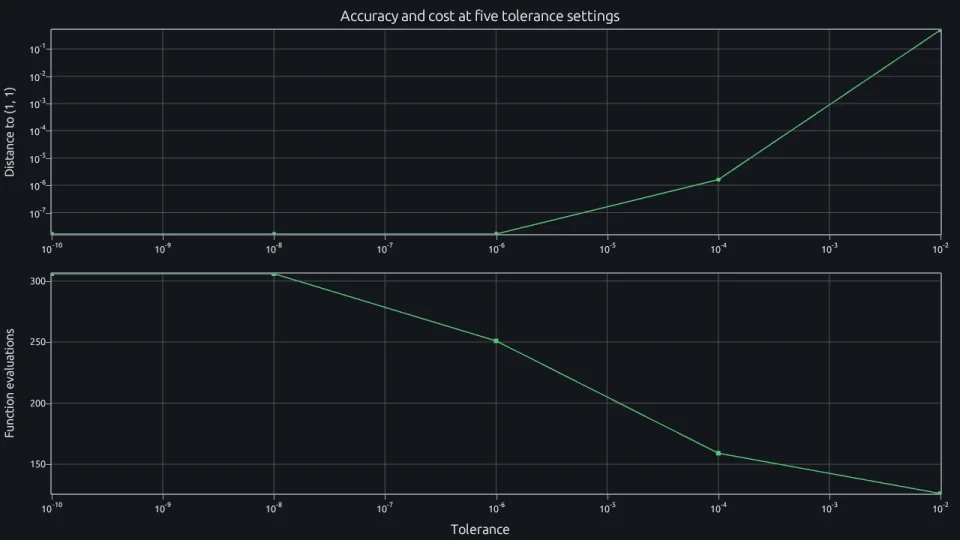 Accuracy and cost at five tolerance settings
Distance to (1, 1)
10⁻¹
10⁻²
10⁻³
10⁻⁴
10⁻⁵
10⁻⁶
10⁻⁷
10⁻¹⁰ 10⁻⁹ 10⁻⁸ 10⁻⁷ 10⁻⁶ 10⁻⁵ 10⁻⁴ 10⁻³ 10⁻²
Function evaluations
300
250
200
150
10⁻¹⁰ 10⁻⁹ 10⁻⁸ 10⁻⁷ 10⁻⁶ 10⁻⁵ 10⁻⁴ 10⁻³ 10⁻²
Tolerance